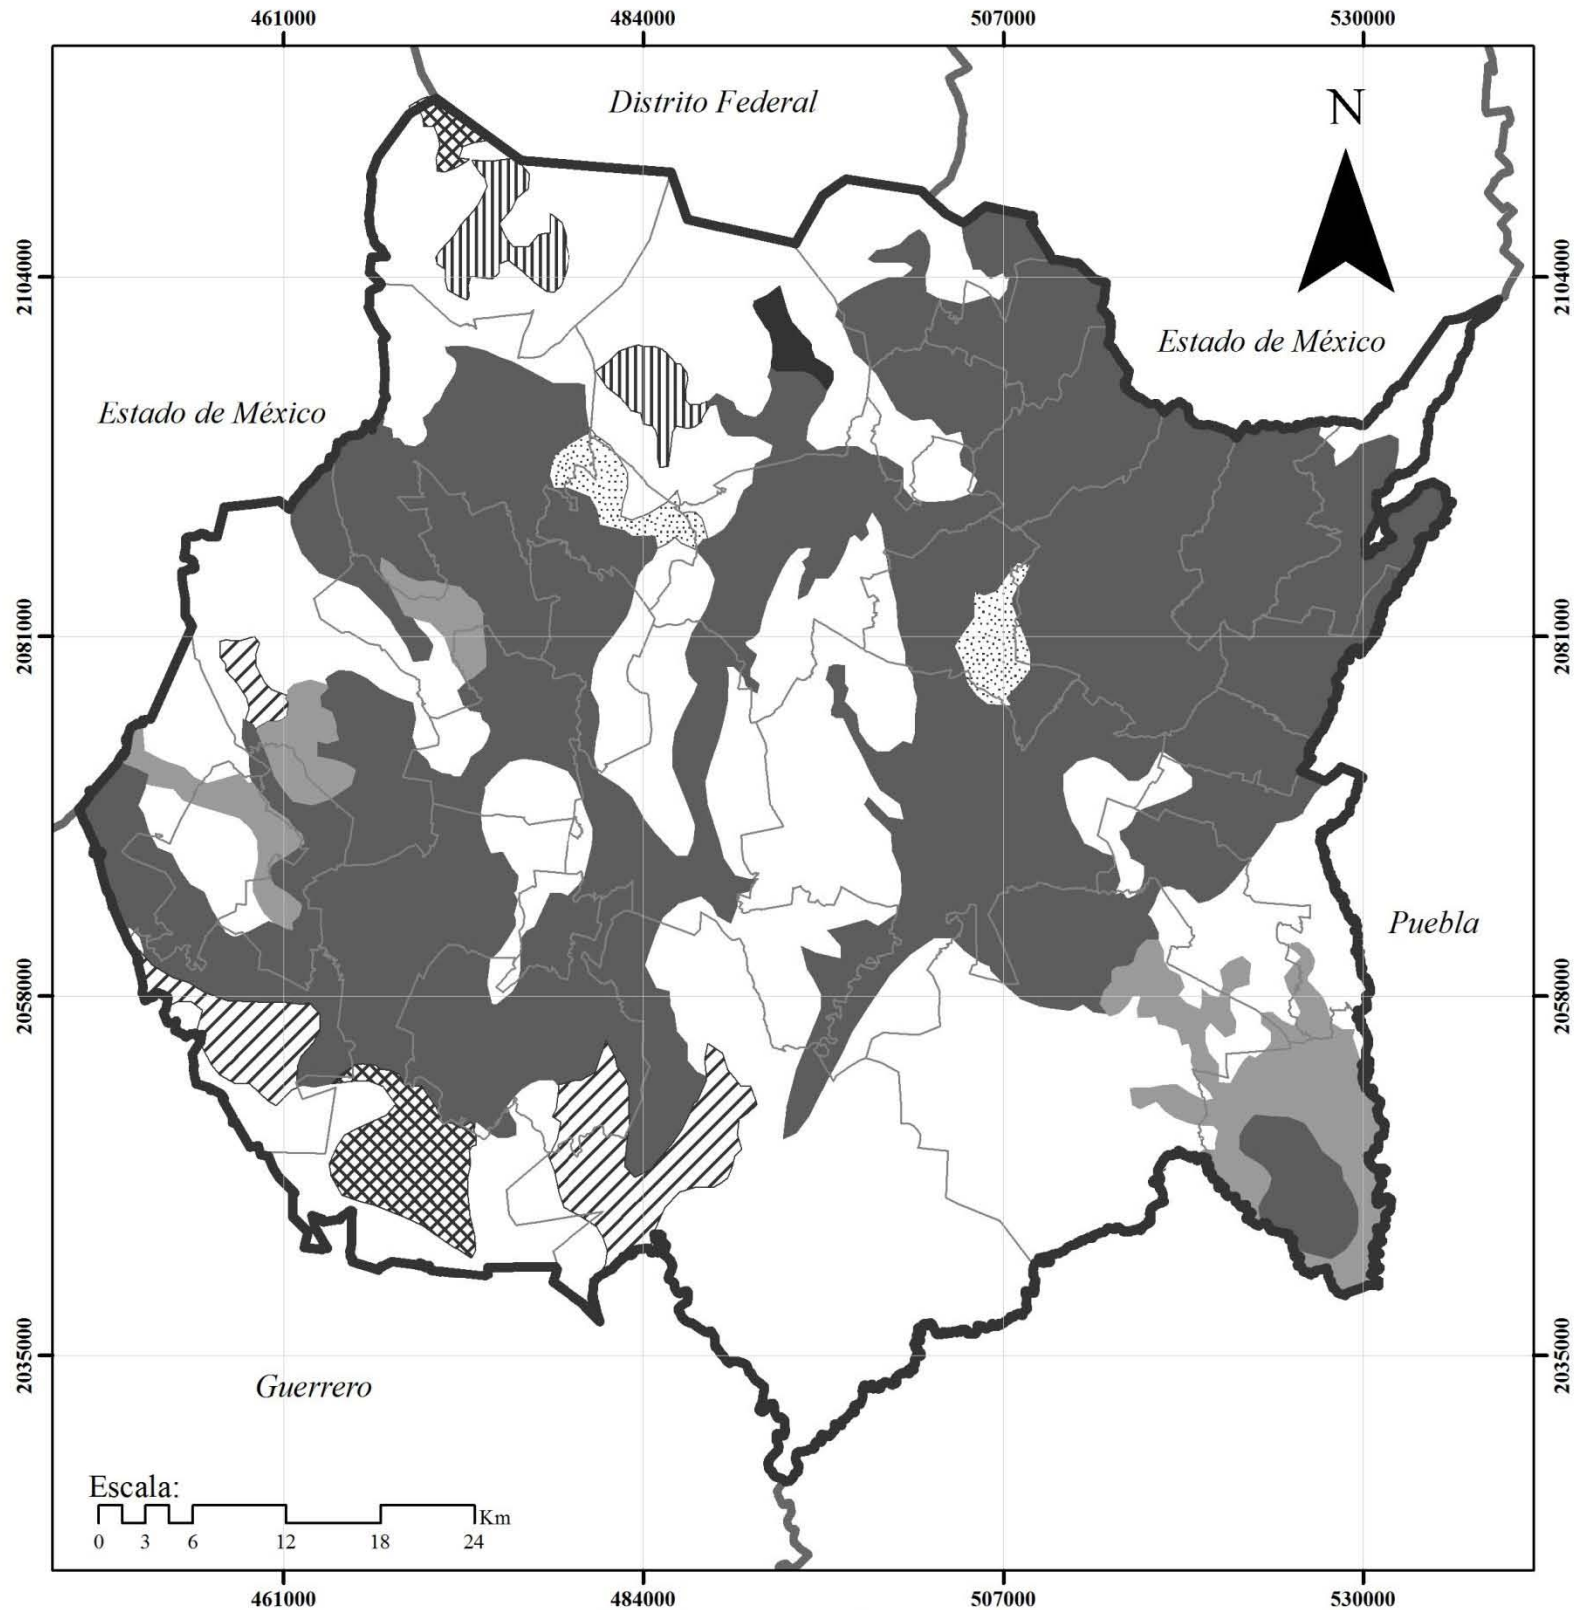 461000 484000 507000 530000
Distrito Federal
N
2104000 2104000
Estado de México
Estado de México
2081000 2081000
Puebla
2058000 2058000
2035000 2035000
Guerrero
Escala:
Km
0 3 6 12 18 24
461000 484000 507000 530000